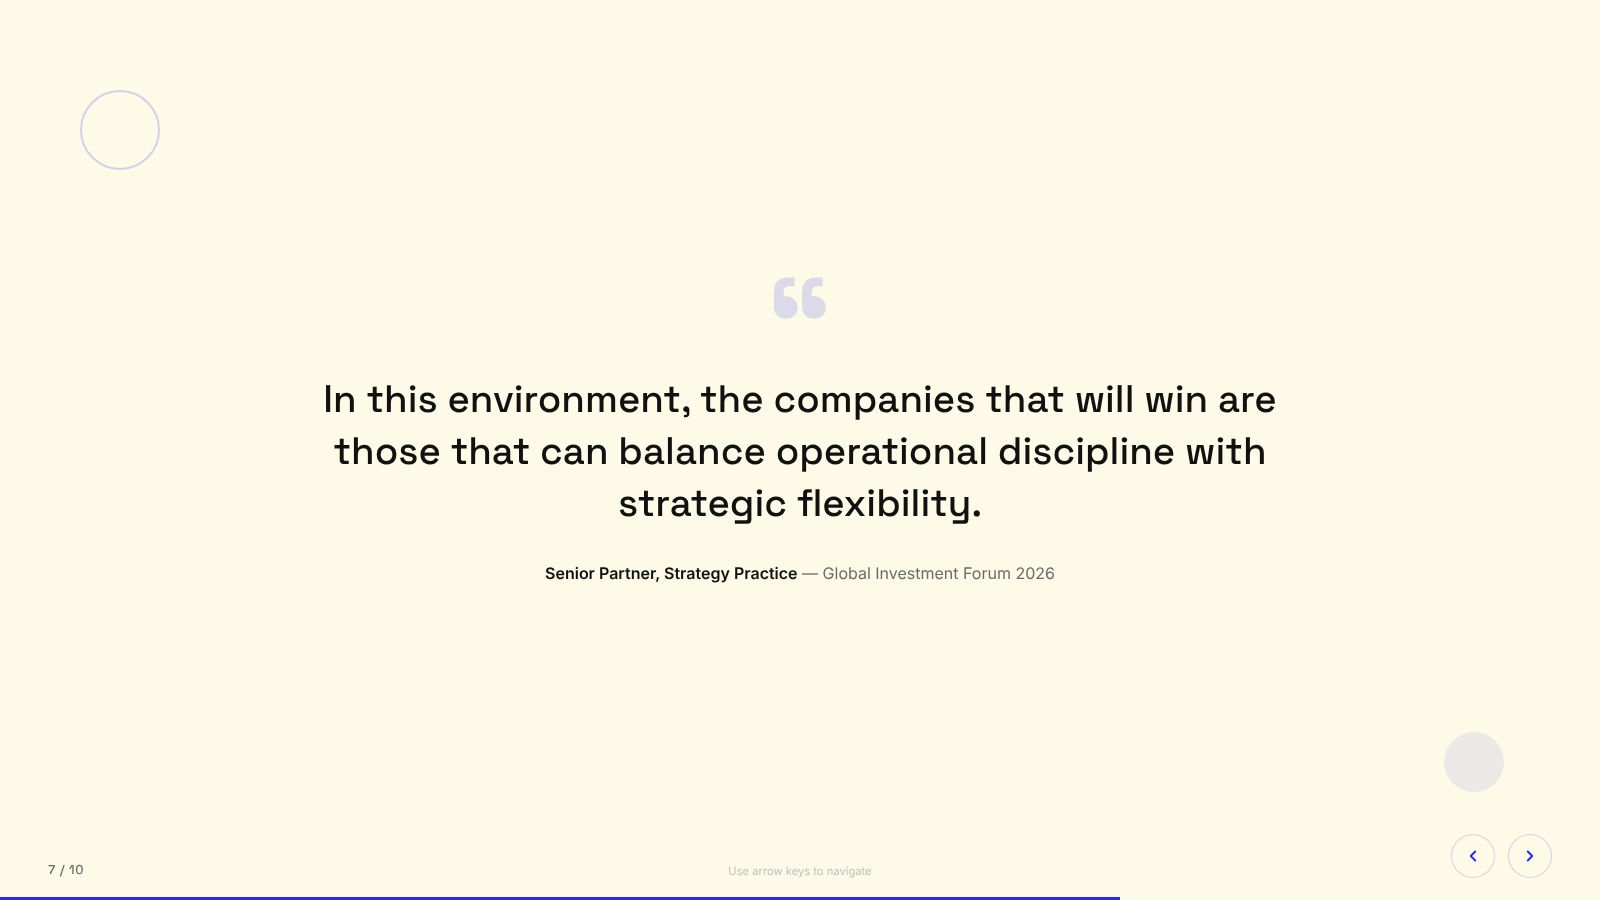 “
In this environment, the companies that will win are
those that can balance operational discipline with
strategic flexibility.
Senior Partner, Strategy Practice — Global Investment Forum 2026
7 / 10
Use arrow keys to navigate